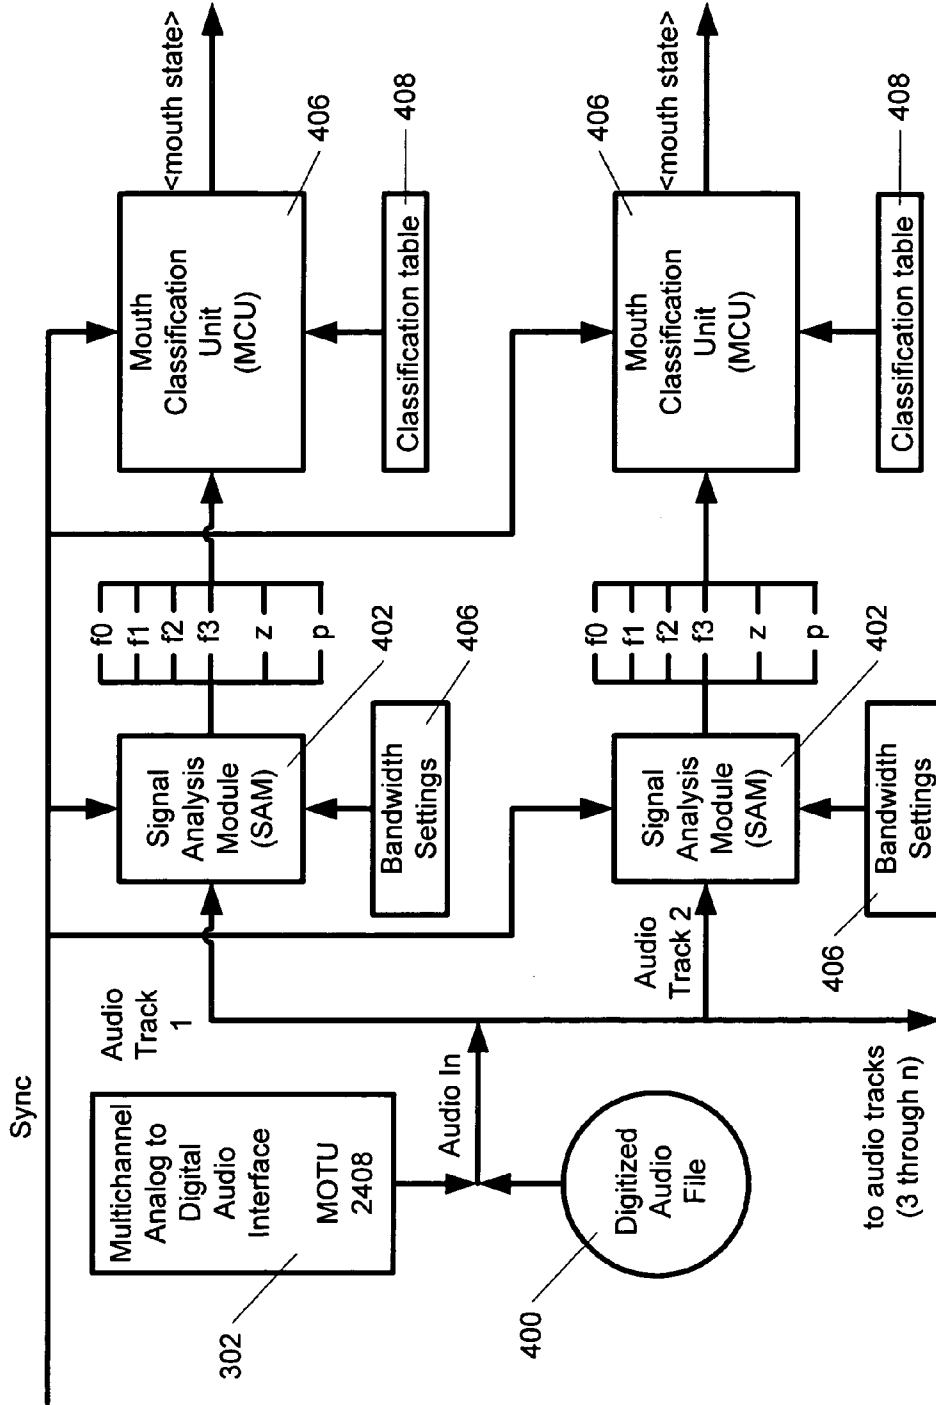 Sync
Multichannel
Analog to
Digital
Audio
Interface
MOTU
2408
302
Digitized
Audio
File
400
Audio In
Audio
Track
1
Signal
Analysis
Module
(SAM)
402
Bandwidth
Settings
406
f0
f1
f2
f3
z
p
Mouth
Classification
Unit
(MCU)
406
Classification table
408
<mouth state>
to audio tracks
(3 through n)
Audio
Track 2
Signal
Analysis
Module
(SAM)
402
Bandwidth
Settings
406
f0
f1
f2
f3
z
p
Mouth
Classification
Unit
(MCU)
406
Classification table
408
<mouth state>